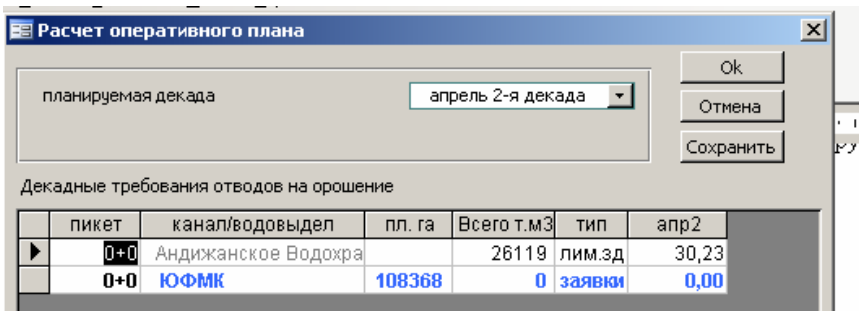 Расчет оперативного плана
Ok
планируемая декада апрель 2-я декада
Отмена
Сохранить
Декадные требования отводов на орошение
пикет канал/водовыдел пл. га Всего т.м3 тип апр2
0+0 Андижанское Водохра 26119 лим.зд 30,23
0+0 ЮФМК 108368 0 заявки 0,00